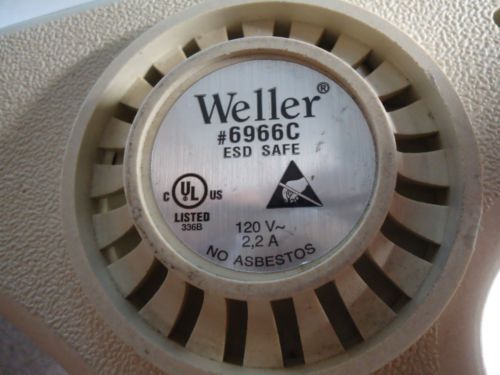 Weller®
#6966C
ESD SAFE
C UL US
LISTED
336B
120 V~
2,2 A
NO ASBESTOS